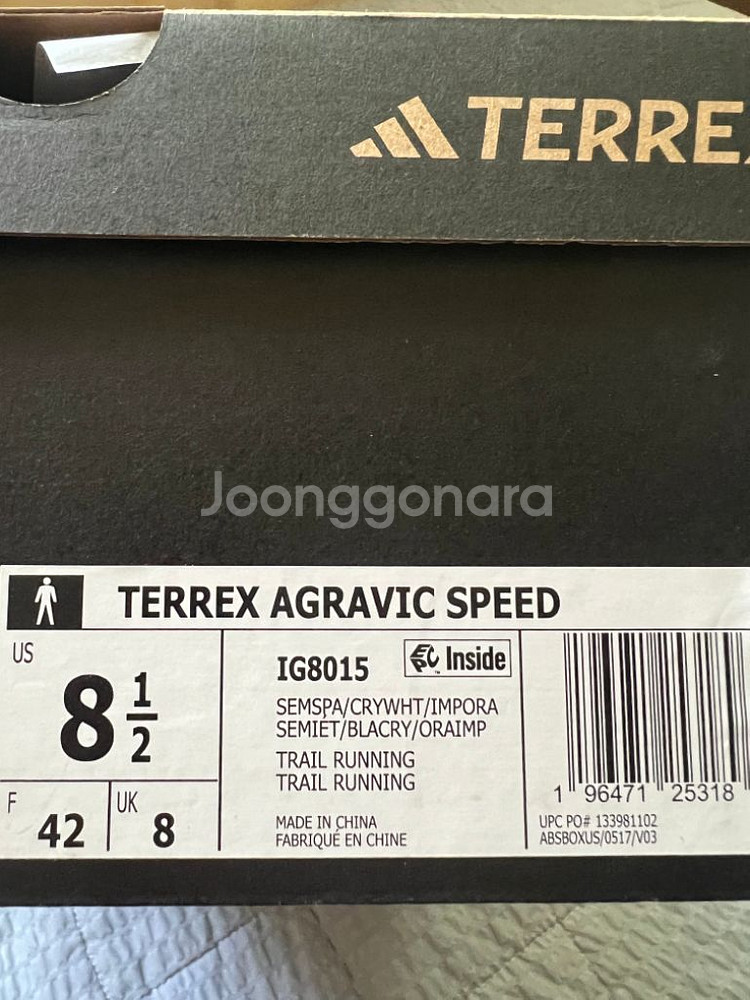 TERREX
Joonggonara
TERREX AGRAVIC SPEED
US
8 1/2
F
42
UK
8
IG8015
EPC Inside
SEMSPA/CRYWHT/IMPORA
SEMIET/BLACRY/ORAIMP
TRAIL RUNNING
TRAIL RUNNING
MADE IN CHINA
FABRIQUÉ EN CHINE
1 96471 25318
UPC PO# 133981102
ABSBOXUS/0517/V03